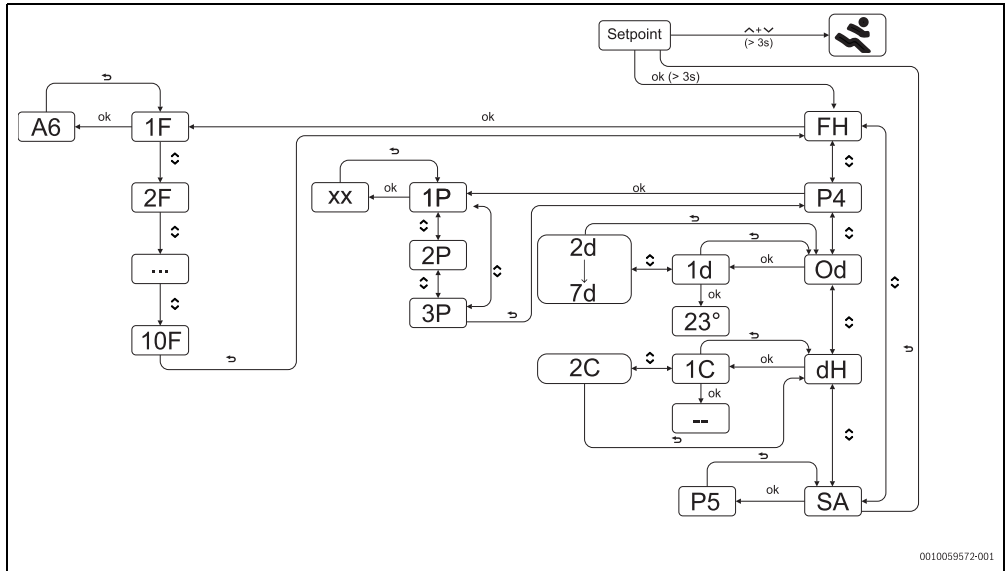 Setpoint
(> 3s)
ok (> 3s)
A6
ok
1F
ok
FH
2F
xx
ok
1P
ok
P4
...
2P
2d
7d
1d
ok
Od
ok
3P
23°
10F
2C
1C
ok
dH
ok
--
P5
ok
SA
0010059572-001